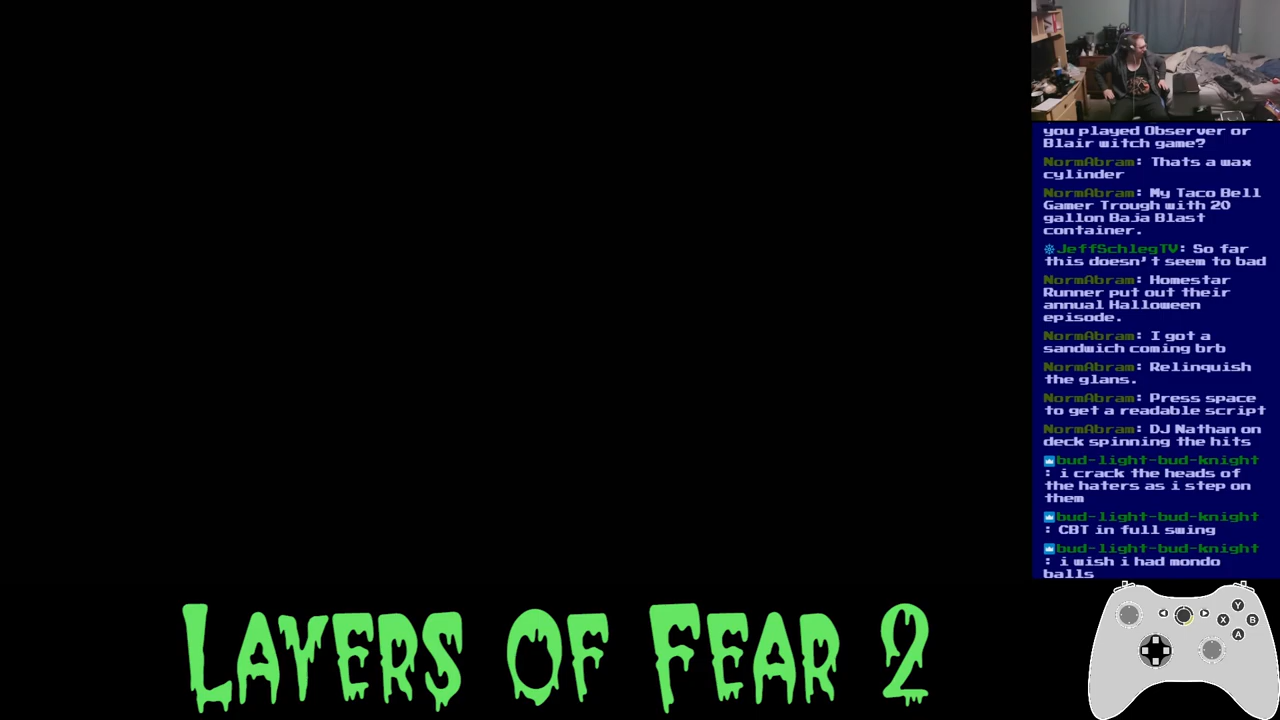 you played Observer or
Blair witch game?
NormAbram: Thats a wax
cylinder
NormAbram: My Taco Bell
Gamer Trough with 20
gallon Baja Blast
container.
JeffSchlegTV: So far
this doesn't seem to bad
NormAbram: Homestar
Runner put out their
annual Halloween
episode.
NormAbram: I got a
sandwich coming brb
NormAbram: Relinquish
the glans.
NormAbram: Press space
to get a readable script
NormAbram: DJ Nathan on
deck spinning the hits
bud-light-bud-knight
: i crack the heads of
the haters as i step on
them
bud-light-bud-knight
: CBT in full swing
bud-light-bud-knight
: i wish i had mondo
balls
Y
X B
A
LAYERS OF FEAR 2